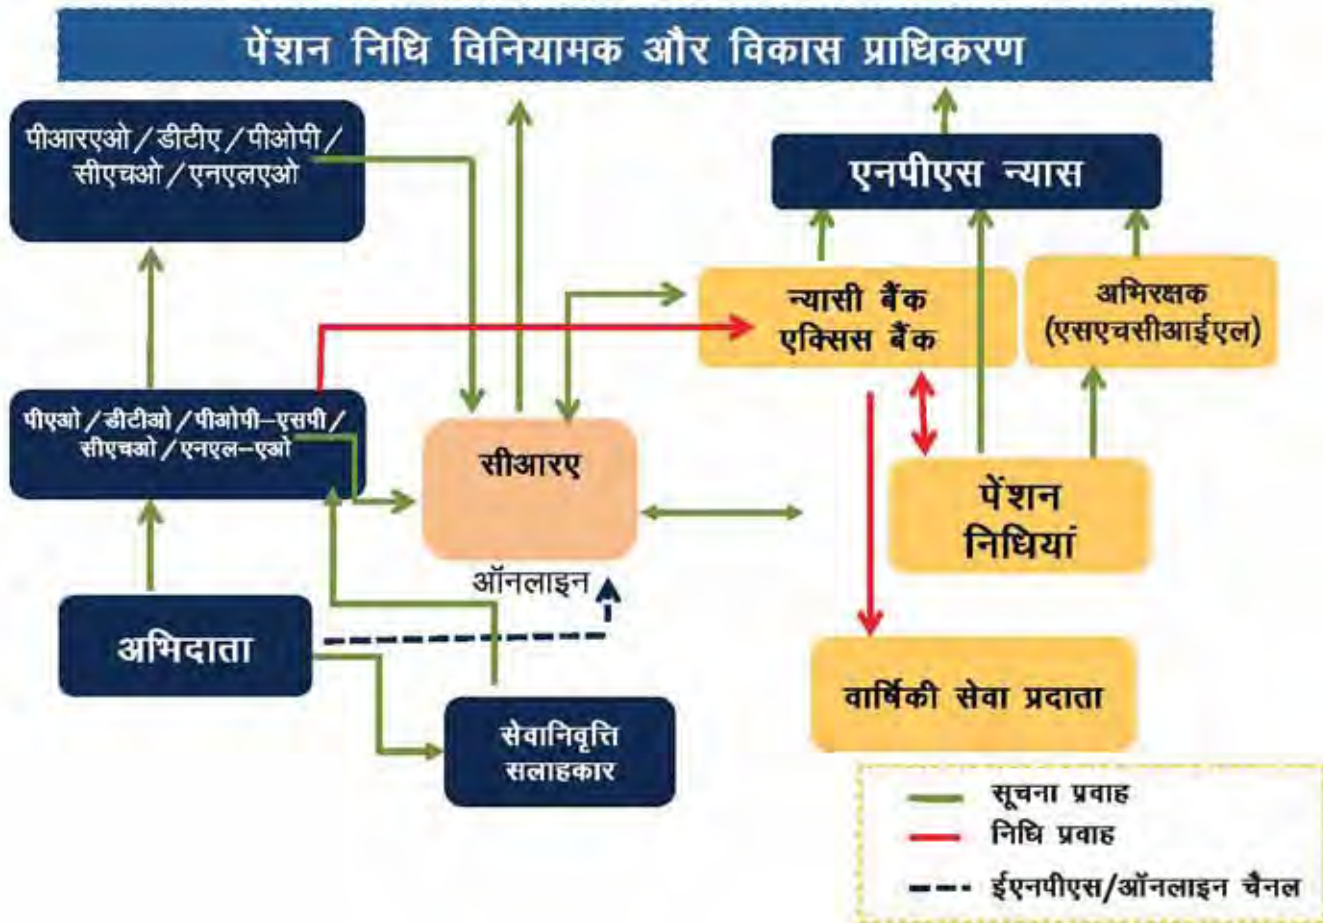 पेंशन निधि विनियामक और विकास प्राधिकरण
पीआरएओ/डीटीए/पीओपी/
सीएचओ/एनएलएओ
एनपीएस न्यास
न्यासी बैंक
एक्सिस बैंक
अभिरक्षक
(एसएचसीआईएल)
पीएओ/डीटीओ/पीओपी–एसपी/
सीएचओ/एनएल–एओ
सीआरए
पेंशन
निधियां
ऑनलाइन
अभिदाता
वार्षिकी सेवा प्रदाता
सेवानिवृत्ति
सलाहकार
सूचना प्रवाह
निधि प्रवाह
ईएनपीएस/ऑनलाइन चैनल